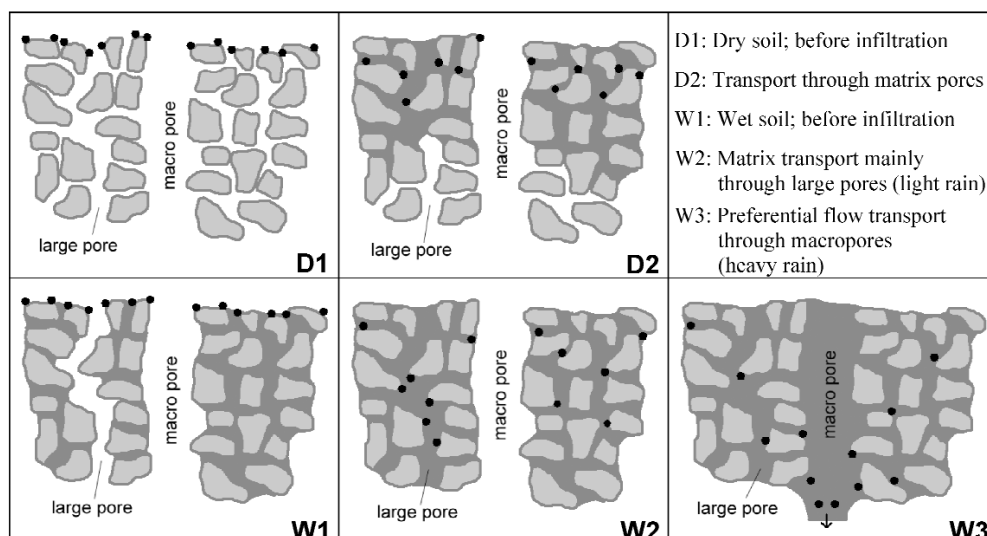 macro pore
large pore
D1
macro pore
large pore
D2
D1: Dry soil; before infiltration
D2: Transport through matrix porcs
W1: Wet soil; before infiltration
W2: Matrix transport mainly
through large pores (light rain)
W3: Preferential flow transport
through macropores
(heavy rain)
macro pore
large pore
W1
macro pore
large pore
W2
macro pore
large pore
W3